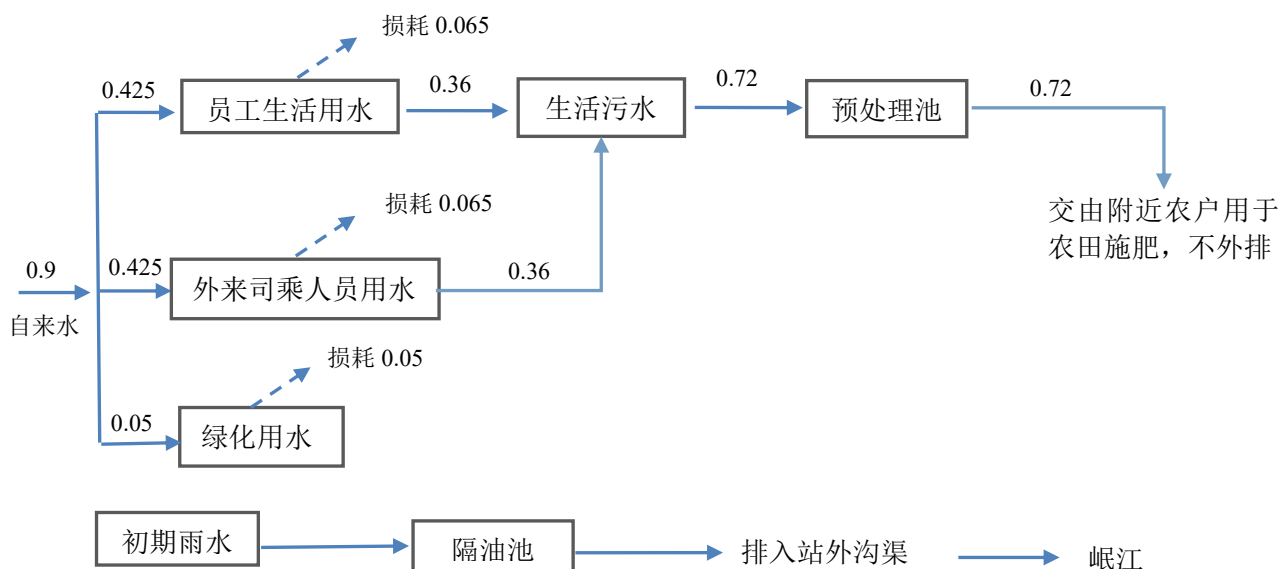 损耗 0.065
0.425
员工生活用水
0.36
生活污水
0.72
预处理池
0.72
交由附近农户用于
农田施肥，不外排
损耗 0.065
0.9
自来水
0.425
外来司乘人员用水
0.36
损耗 0.05
0.05
绿化用水
初期雨水
隔油池
排入站外沟渠
岷江